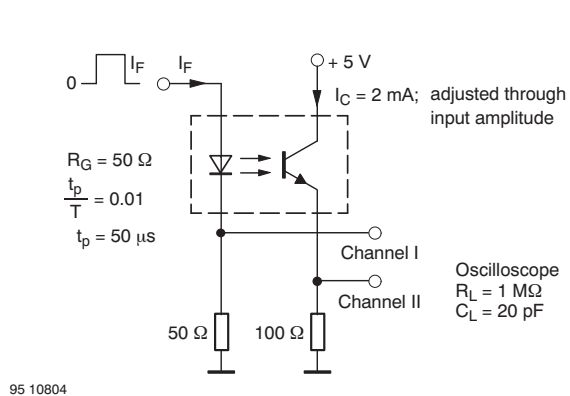 0
I_F
I_F
+ 5 V
I_C = 2 mA; adjusted through
input amplitude
R_G = 50 Ω
t_p
T
= 0.01
t_p = 50 μs
Channel I
Channel II
Oscilloscope
R_L = 1 MΩ
C_L = 20 pF
50 Ω
100 Ω
95 10804